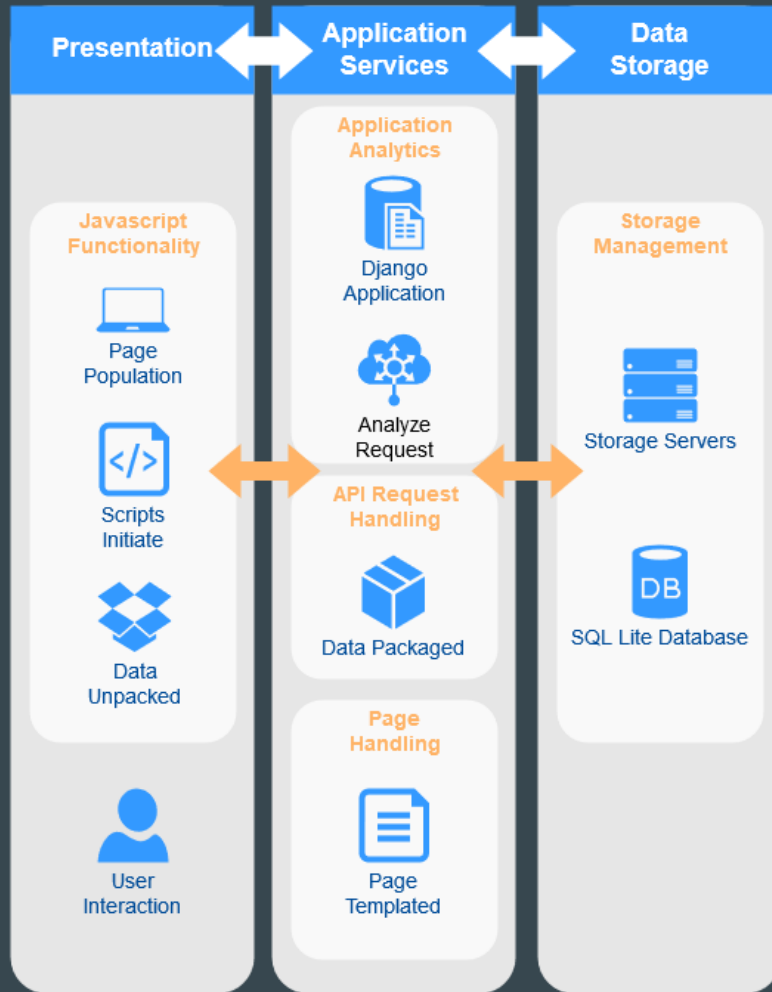 Presentation
Application
Services
Data
Storage
Javascript
Functionality
Page
Population
</>
Scripts
Initiate
Data
Unpacked
User
Interaction
Application
Analytics
Django
Application
Analyze
Request
API Request
Handling
Data Packaged
Page
Handling
Page
Templated
Storage
Management
Storage Servers
DB
SQL Lite Database